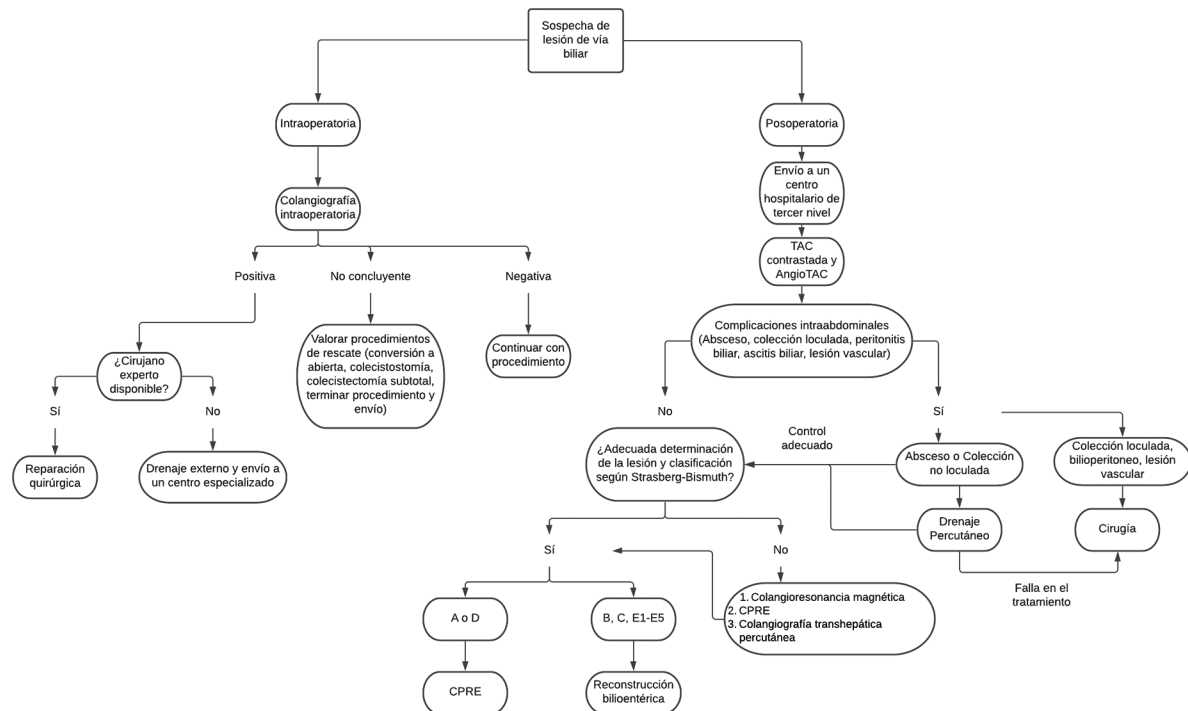 Sospecha de
lesión de vía
biliar
Intraoperatoria
Posoperatoria
Colangiografía
intraoperatoria
Envío a un
centro
hospitalario de
tercer nivel
TAC
contrastada y
AngioTAC
Positiva
No concluyente
Negativa
Complicaciones intraabdominales
(Absceso, colección loculada, peritonitis
biliar, ascitis biliar, lesión vascular)
¿Cirujano
experto
disponible?
Valorar procedimientos
de rescate (conversión a
abierta, colecistostomía,
colecistectomía subtotal,
terminar procedimiento y
envío)
Continuar con
procedimiento
Sí
No
No
Sí
Reparación
quirúrgica
Drenaje externo y envío a
un centro especializado
¿Adecuada determinación
de la lesión y clasificación
según Strasberg-Bismuth?
Control
adecuado
Absceso o Colección
no loculada
Colección loculada,
bilioperitoneo, lesión
vascular
Drenaje
Percutáneo
Cirugía
Sí
No
Falla en el
tratamiento
A o D
B, C, E1-E5
1. Colangioresonancia magnética
2. CPRE
3. Colangiografía transhepática
percutánea
CPRE
Reconstrucción
bilioentérica